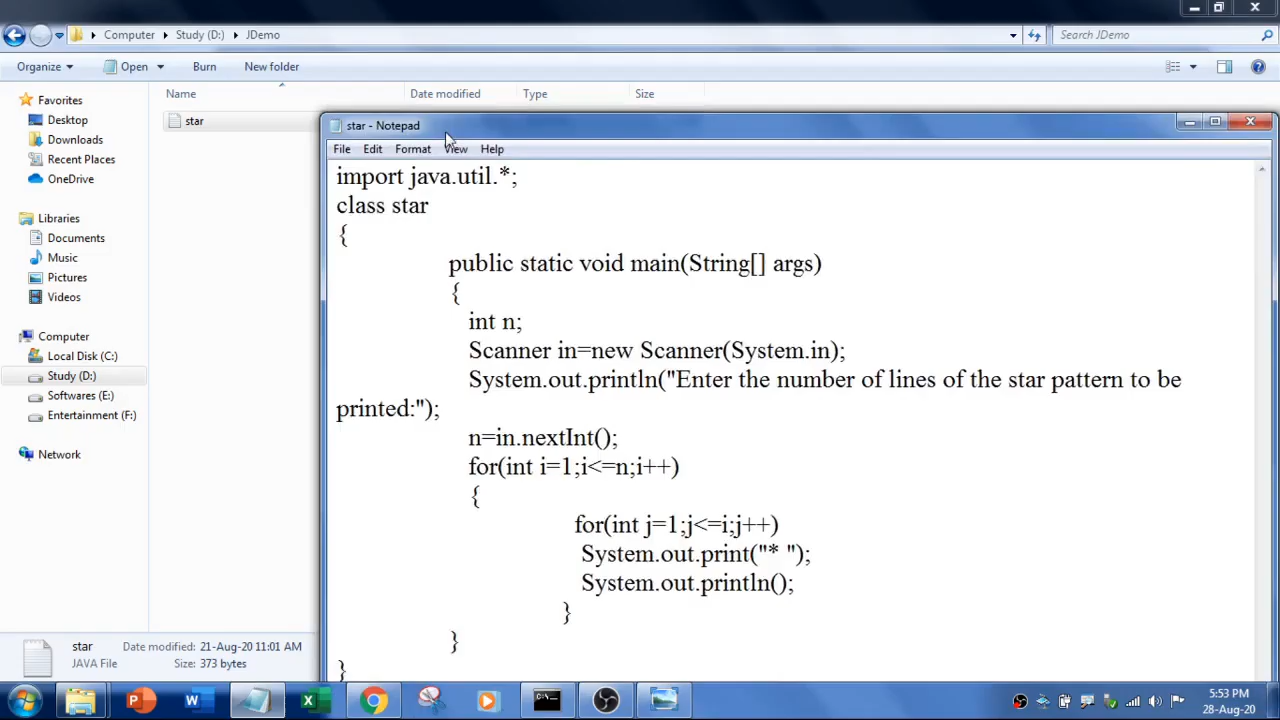 Computer Study (D:) JDemo Search JDemo
Organize Open Burn New folder
Name Date modified Type Size
Favorites
Desktop
Downloads
Recent Places
OneDrive
Libraries
Documents
Music
Pictures
Videos
Computer
Local Disk (C:)
Study (D:)
Softwares (E:)
Entertainment (F:)
Network
star
star - Notepad
File Edit Format View Help
import java.util.*;
class star
{
public static void main(String[] args)
{
int n;
Scanner in=new Scanner(System.in);
System.out.println("Enter the number of lines of the star pattern to be
printed:");
n=in.nextInt();
for(int i=1;i<=n;i++)
{
for(int j=1;j<=i;j++)
System.out.print("* ");
System.out.println();
}
}
}
star Date modified: 21-Aug-20 11:01 AM
JAVA File Size: 373 bytes
5:53 PM
28-Aug-20